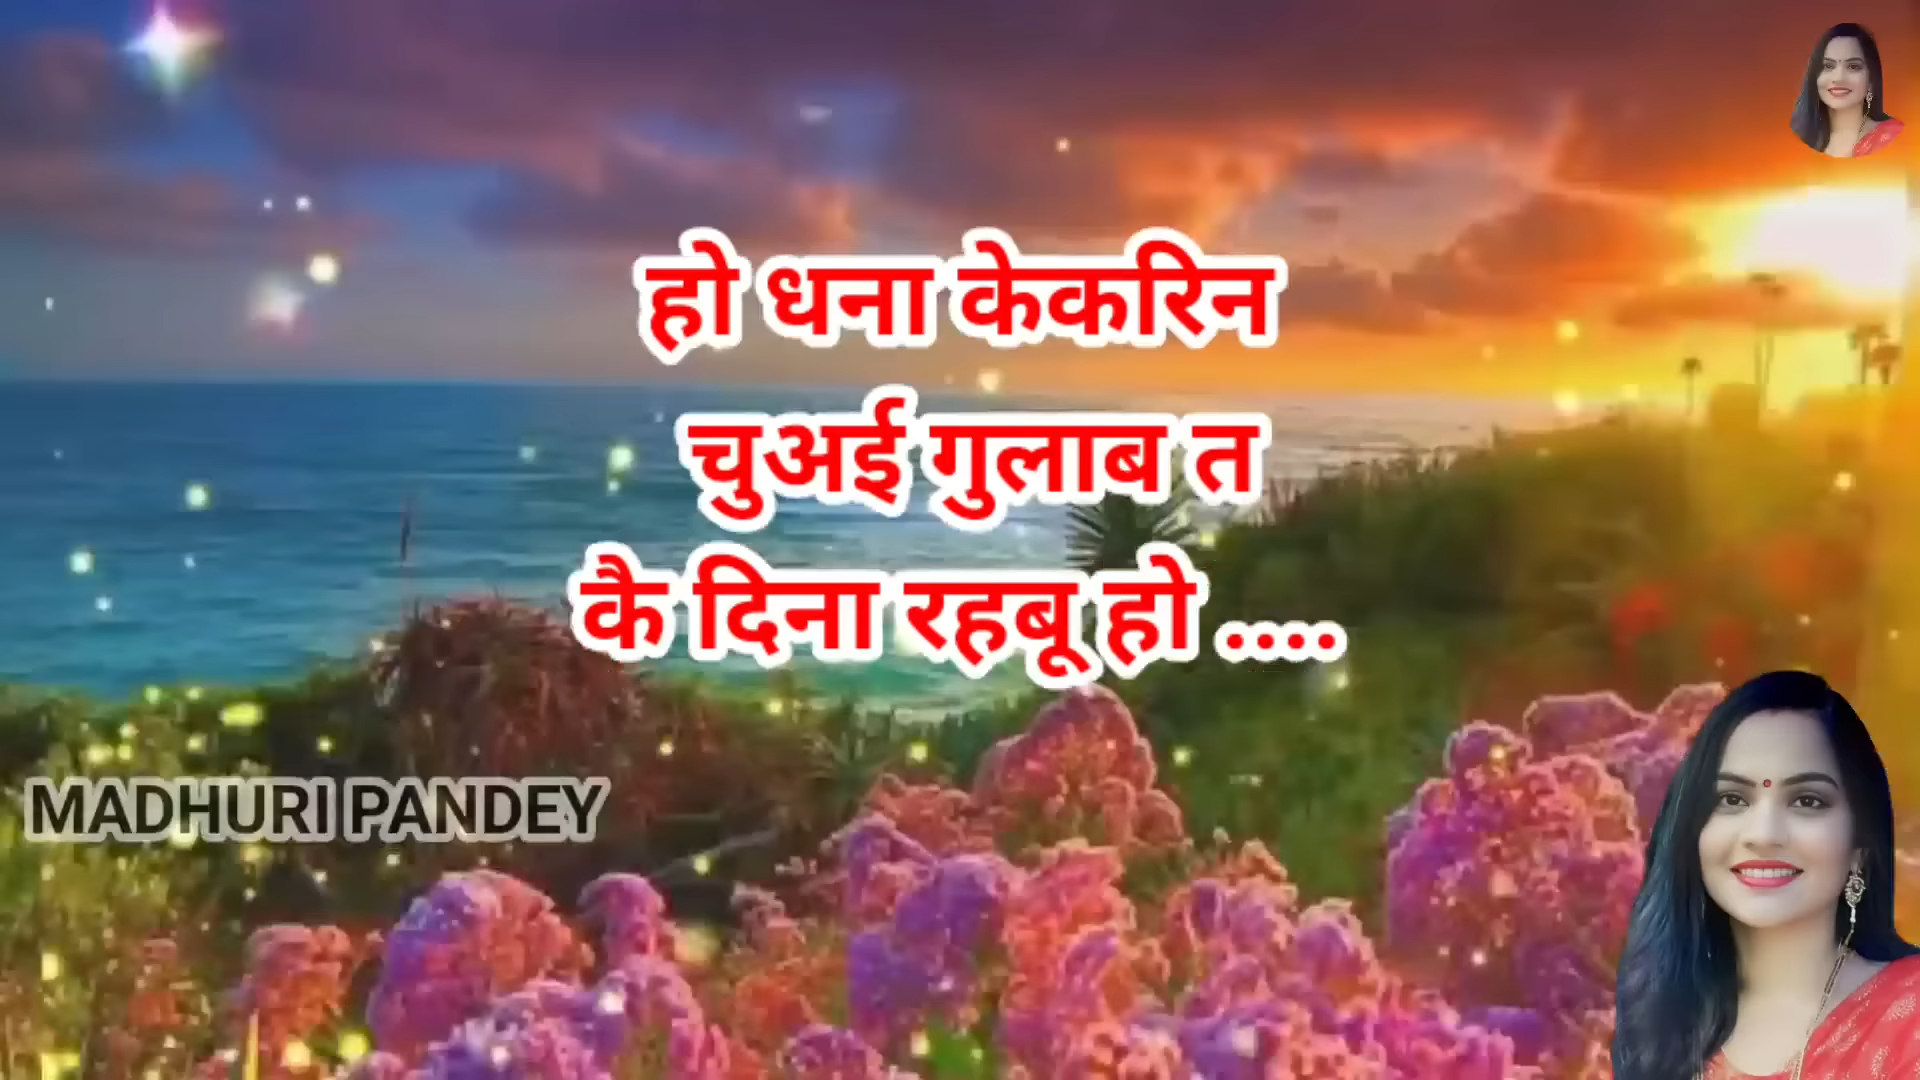 हो धना केकरिन
चुअई गुलाब त
कै दिना रहबू हो ....
MADHURI PANDEY